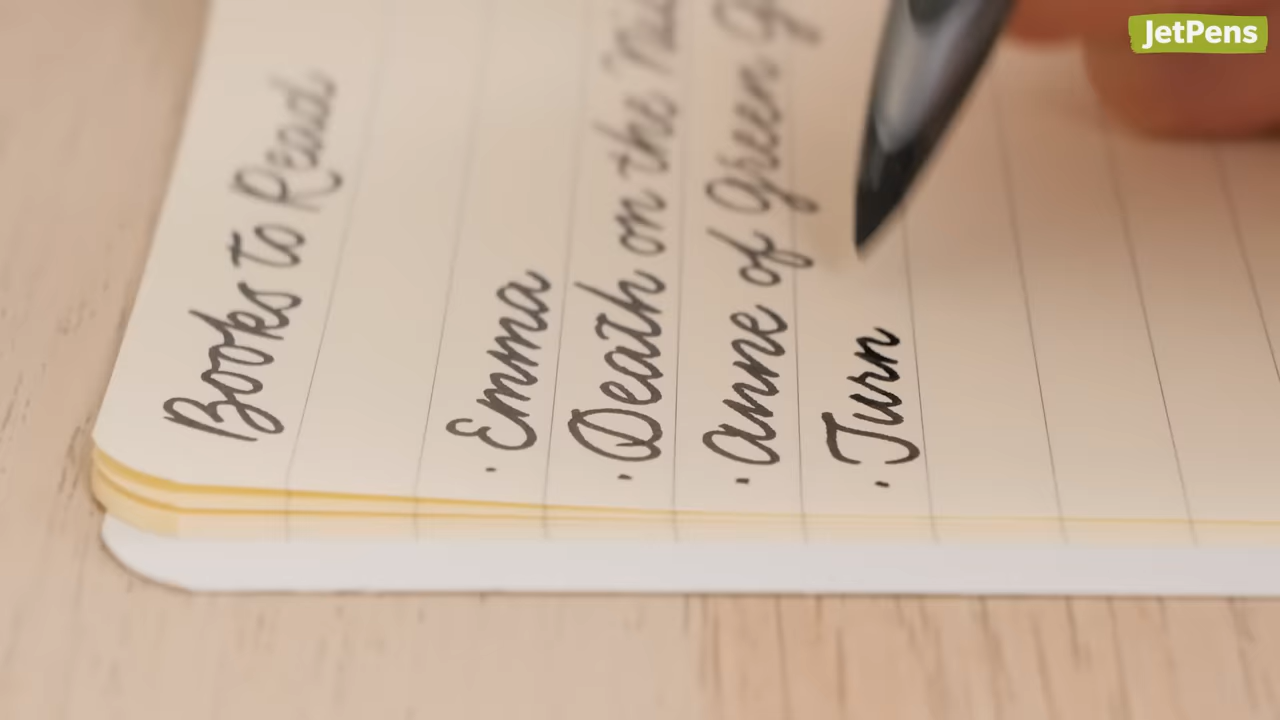 JetPens
Books to Read
· Emma
· Death on the
· Anne of Green
· Turn